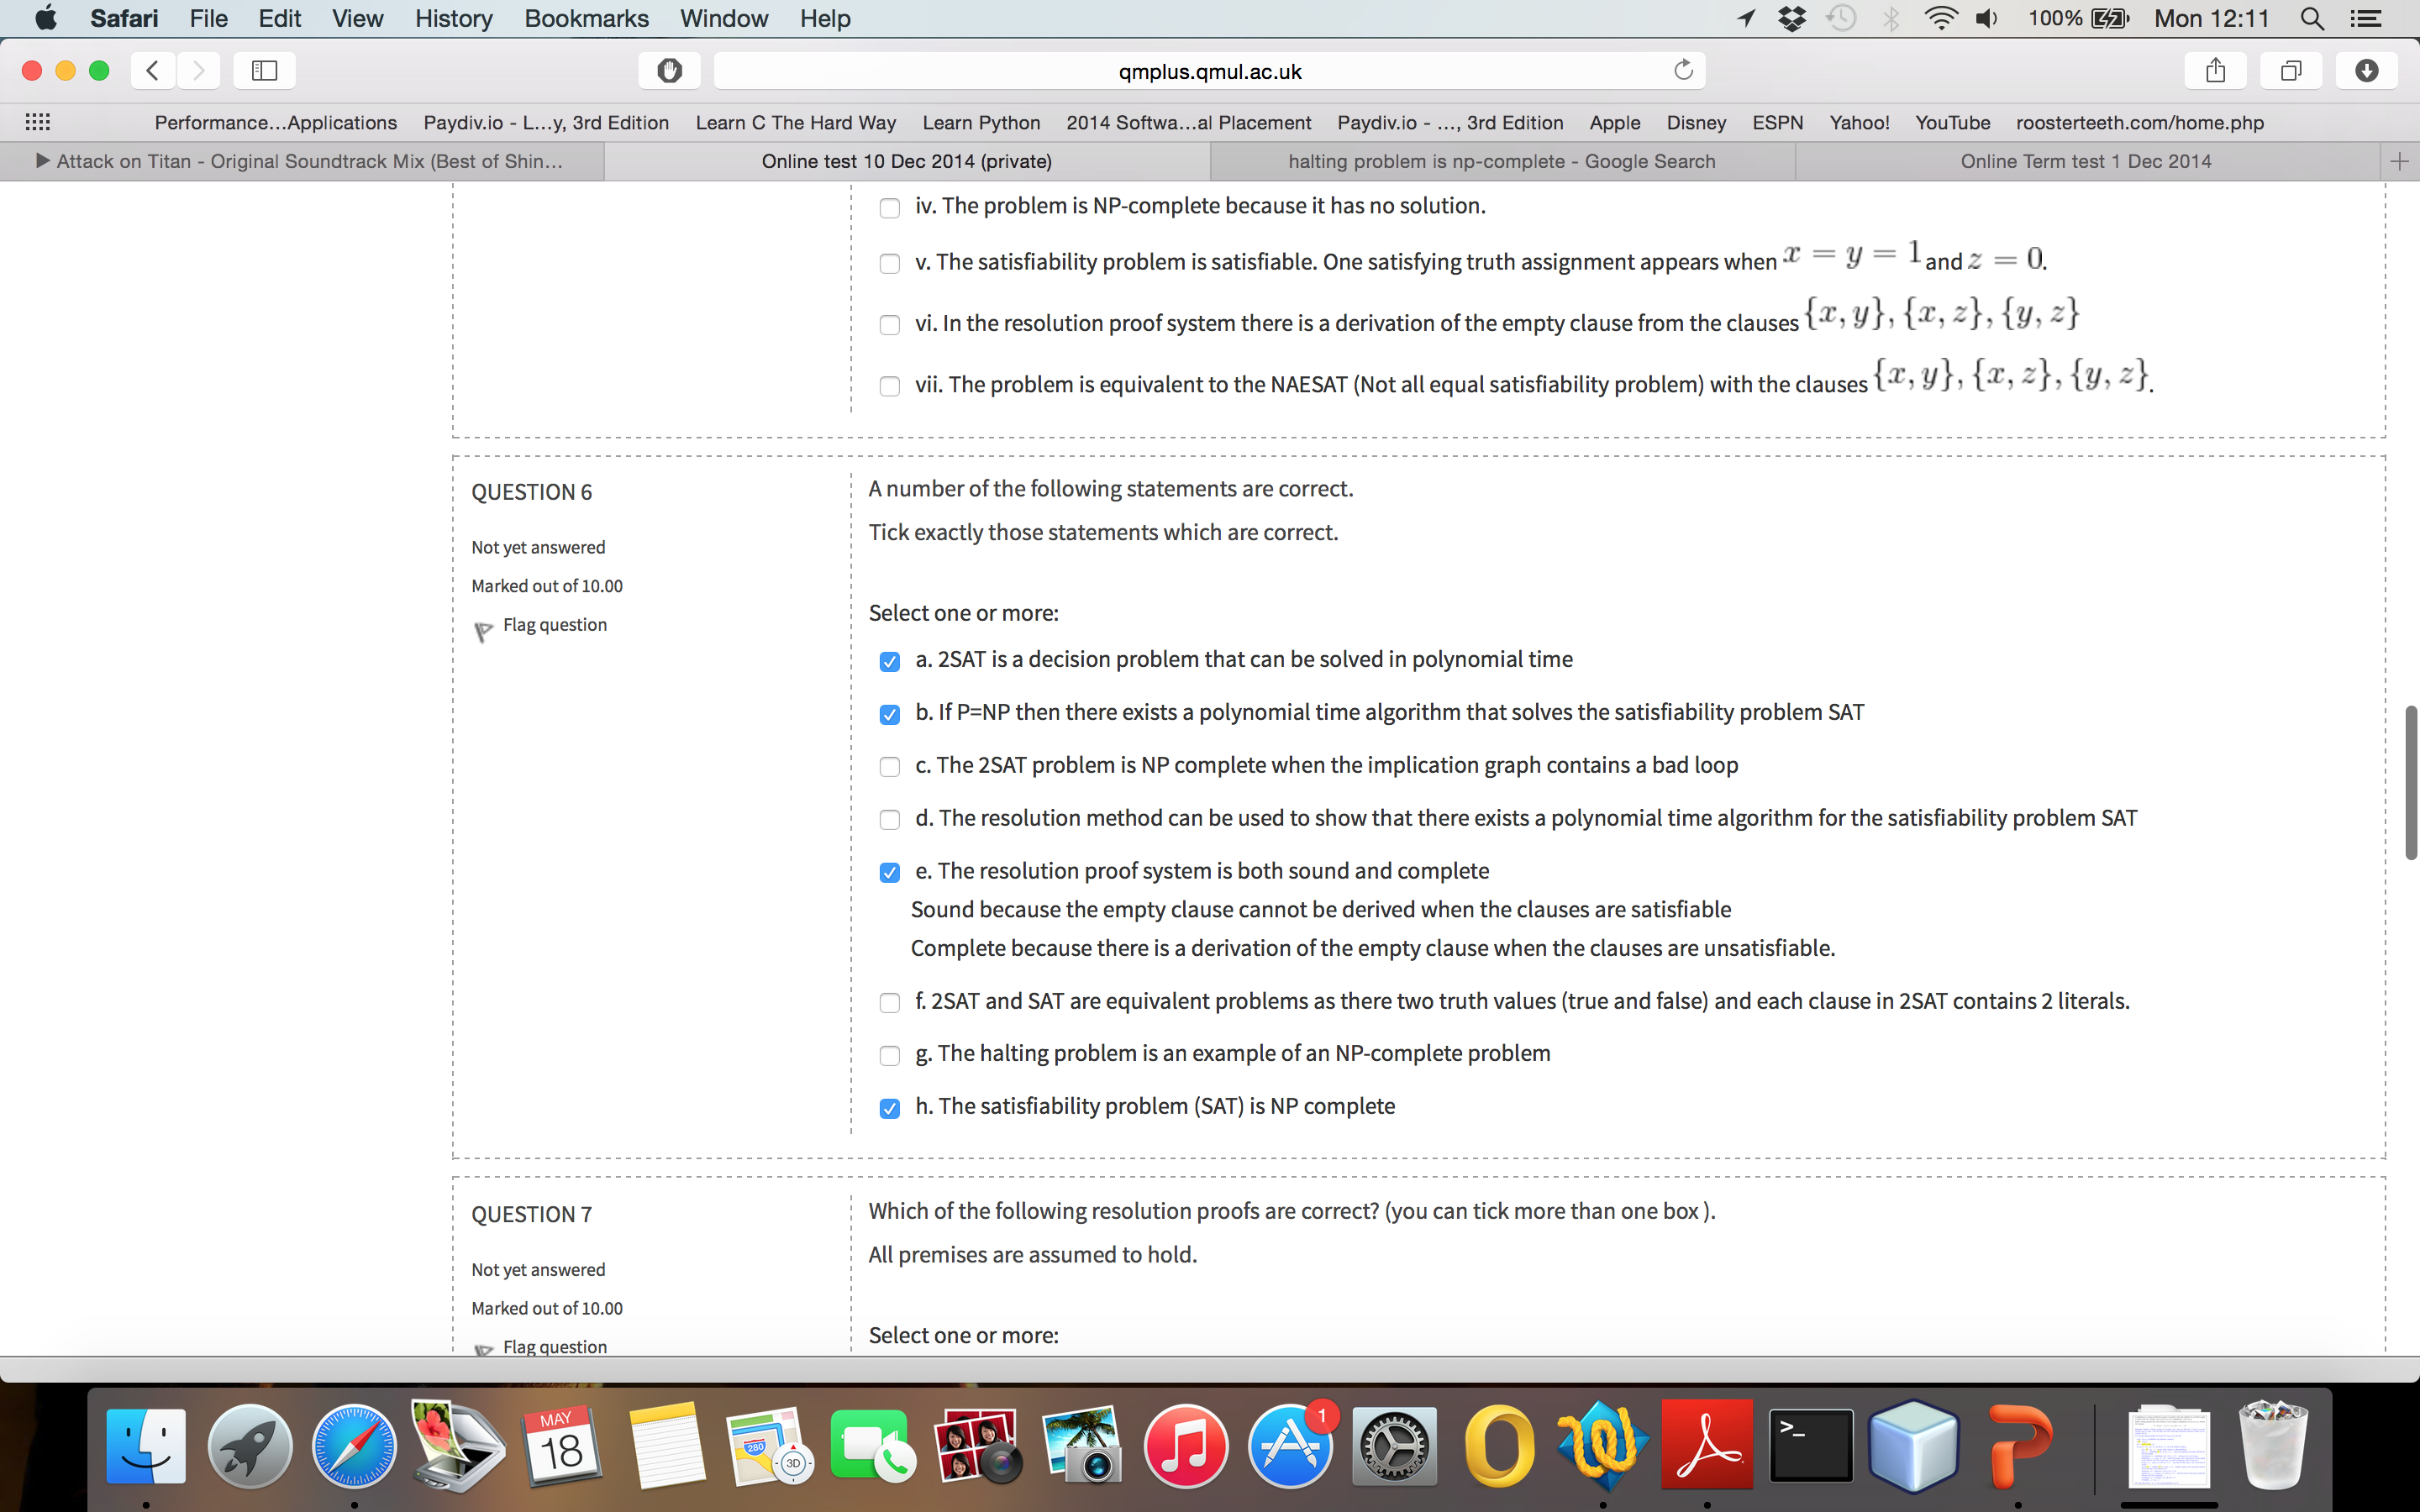 Safari File Edit View History Bookmarks Window Help 100% Mon 12:11
qmplus.qmul.ac.uk
Performance...Applications Paydiv.io - L...y, 3rd Edition Learn C The Hard Way Learn Python 2014 Softwa...al Placement Paydiv.io - ..., 3rd Edition Apple Disney ESPN Yahoo! YouTube roosterteeth.com/home.php
Attack on Titan - Original Soundtrack Mix (Best of Shin... Online test 10 Dec 2014 (private) halting problem is np-complete - Google Search Online Term test 1 Dec 2014
iv. The problem is NP-complete because it has no solution.
v. The satisfiability problem is satisfiable. One satisfying truth assignment appears when x = y = 1 and z = 0.
vi. In the resolution proof system there is a derivation of the empty clause from the clauses {x, y}, {x, z}, {y, z}
vii. The problem is equivalent to the NAESAT (Not all equal satisfiability problem) with the clauses {x, y}, {x, z}, {y, z}.
QUESTION 6
Not yet answered
Marked out of 10.00
Flag question
A number of the following statements are correct.
Tick exactly those statements which are correct.
Select one or more:
a. 2SAT is a decision problem that can be solved in polynomial time
b. If P=NP then there exists a polynomial time algorithm that solves the satisfiability problem SAT
c. The 2SAT problem is NP complete when the implication graph contains a bad loop
d. The resolution method can be used to show that there exists a polynomial time algorithm for the satisfiability problem SAT
e. The resolution proof system is both sound and complete
Sound because the empty clause cannot be derived when the clauses are satisfiable
Complete because there is a derivation of the empty clause when the clauses are unsatisfiable.
f. 2SAT and SAT are equivalent problems as there two truth values (true and false) and each clause in 2SAT contains 2 literals.
g. The halting problem is an example of an NP-complete problem
h. The satisfiability problem (SAT) is NP complete
QUESTION 7
Not yet answered
Marked out of 10.00
Flag question
Which of the following resolution proofs are correct? (you can tick more than one box ).
All premises are assumed to hold.
Select one or more:
MAY
18
280
3D
1
>_